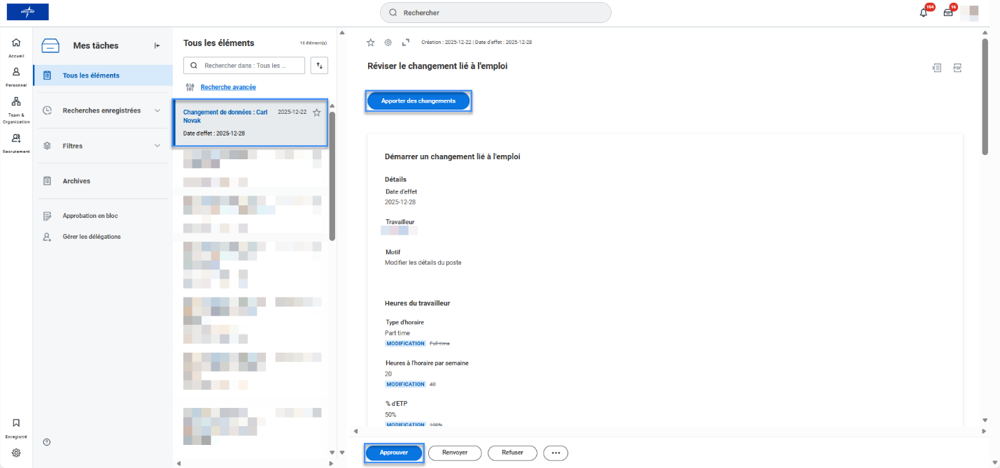 Rechercher
104
16
Accueil
Personnel
Team &
Organization
Recrutement
Enregistré
Mes tâches
Tous les éléments
Recherches enregistrées
Filtres
Archives
Approbation en bloc
Gérer les délégations
Tous les éléments
16 élément(s)
Rechercher dans : Tous les ...
Recherche avancée
Changement de données : Carl
Novak
2025-12-22
Date d'effet : 2025-12-28
Création : 2025-12-22 | Date d'effet : 2025-12-28
Réviser le changement lié à l'emploi
PDF
Apporter des changements
Démarrer un changement lié à l'emploi
Détails
Date d'effet
2025-12-28
Travailleur
Motif
Modifier les détails du poste
Heures du travailleur
Type d'horaire
Part time
MODIFICATION Full time
Heures à l'horaire par semaine
20
MODIFICATION 40
% d'ETP
50%
MODIFICATION 100%
Approuver
Renvoyer
Refuser